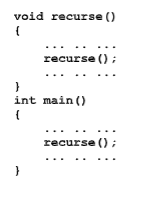 void recurse()
{
... .. ...
recurse();
... .. ...
}
int main()
{
... .. ...
recurse();
... .. ...
}